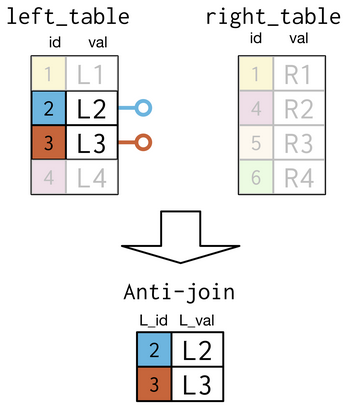 left_table
id val
1 L1
2 L2
3 L3
4 L4
right_table
id val
1 R1
4 R2
5 R3
6 R4
Anti-join
L_id L_val
2 L2
3 L3